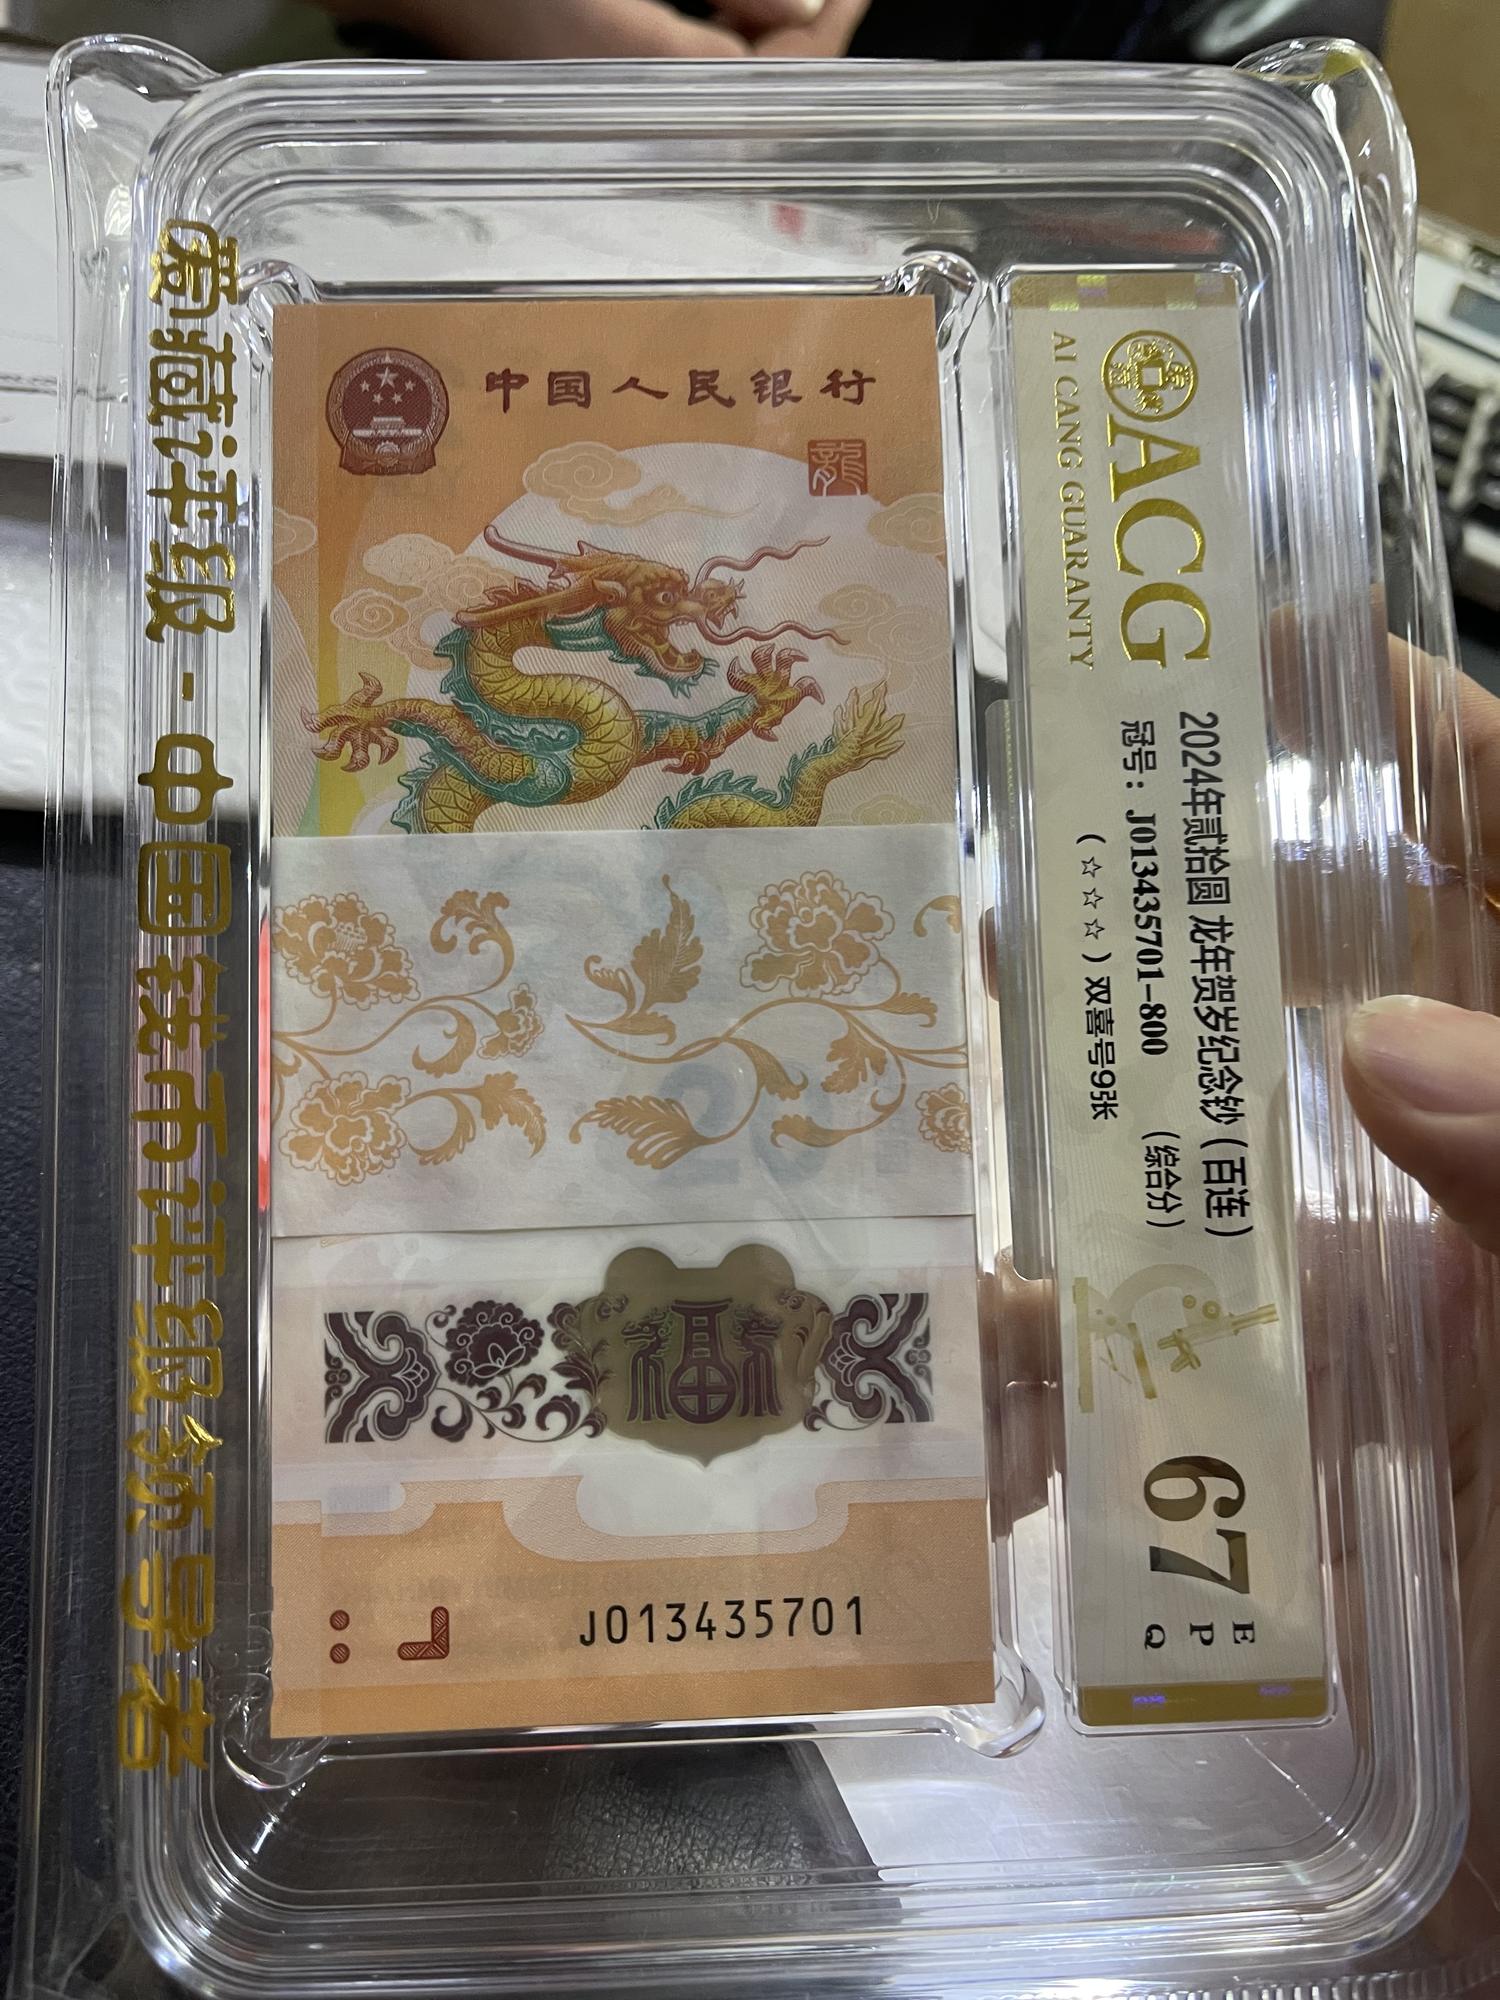 爱藏评级 - 中国钱币评级领导者
中国人民银行
龍
福
J013435701
ACG
AI CANG GUARANTY
2024年贰拾圆 龙年贺岁纪念钞（百连）
冠号：J013435701-800 （综合分）
（☆☆☆）双喜号9张
67
E
P
Q